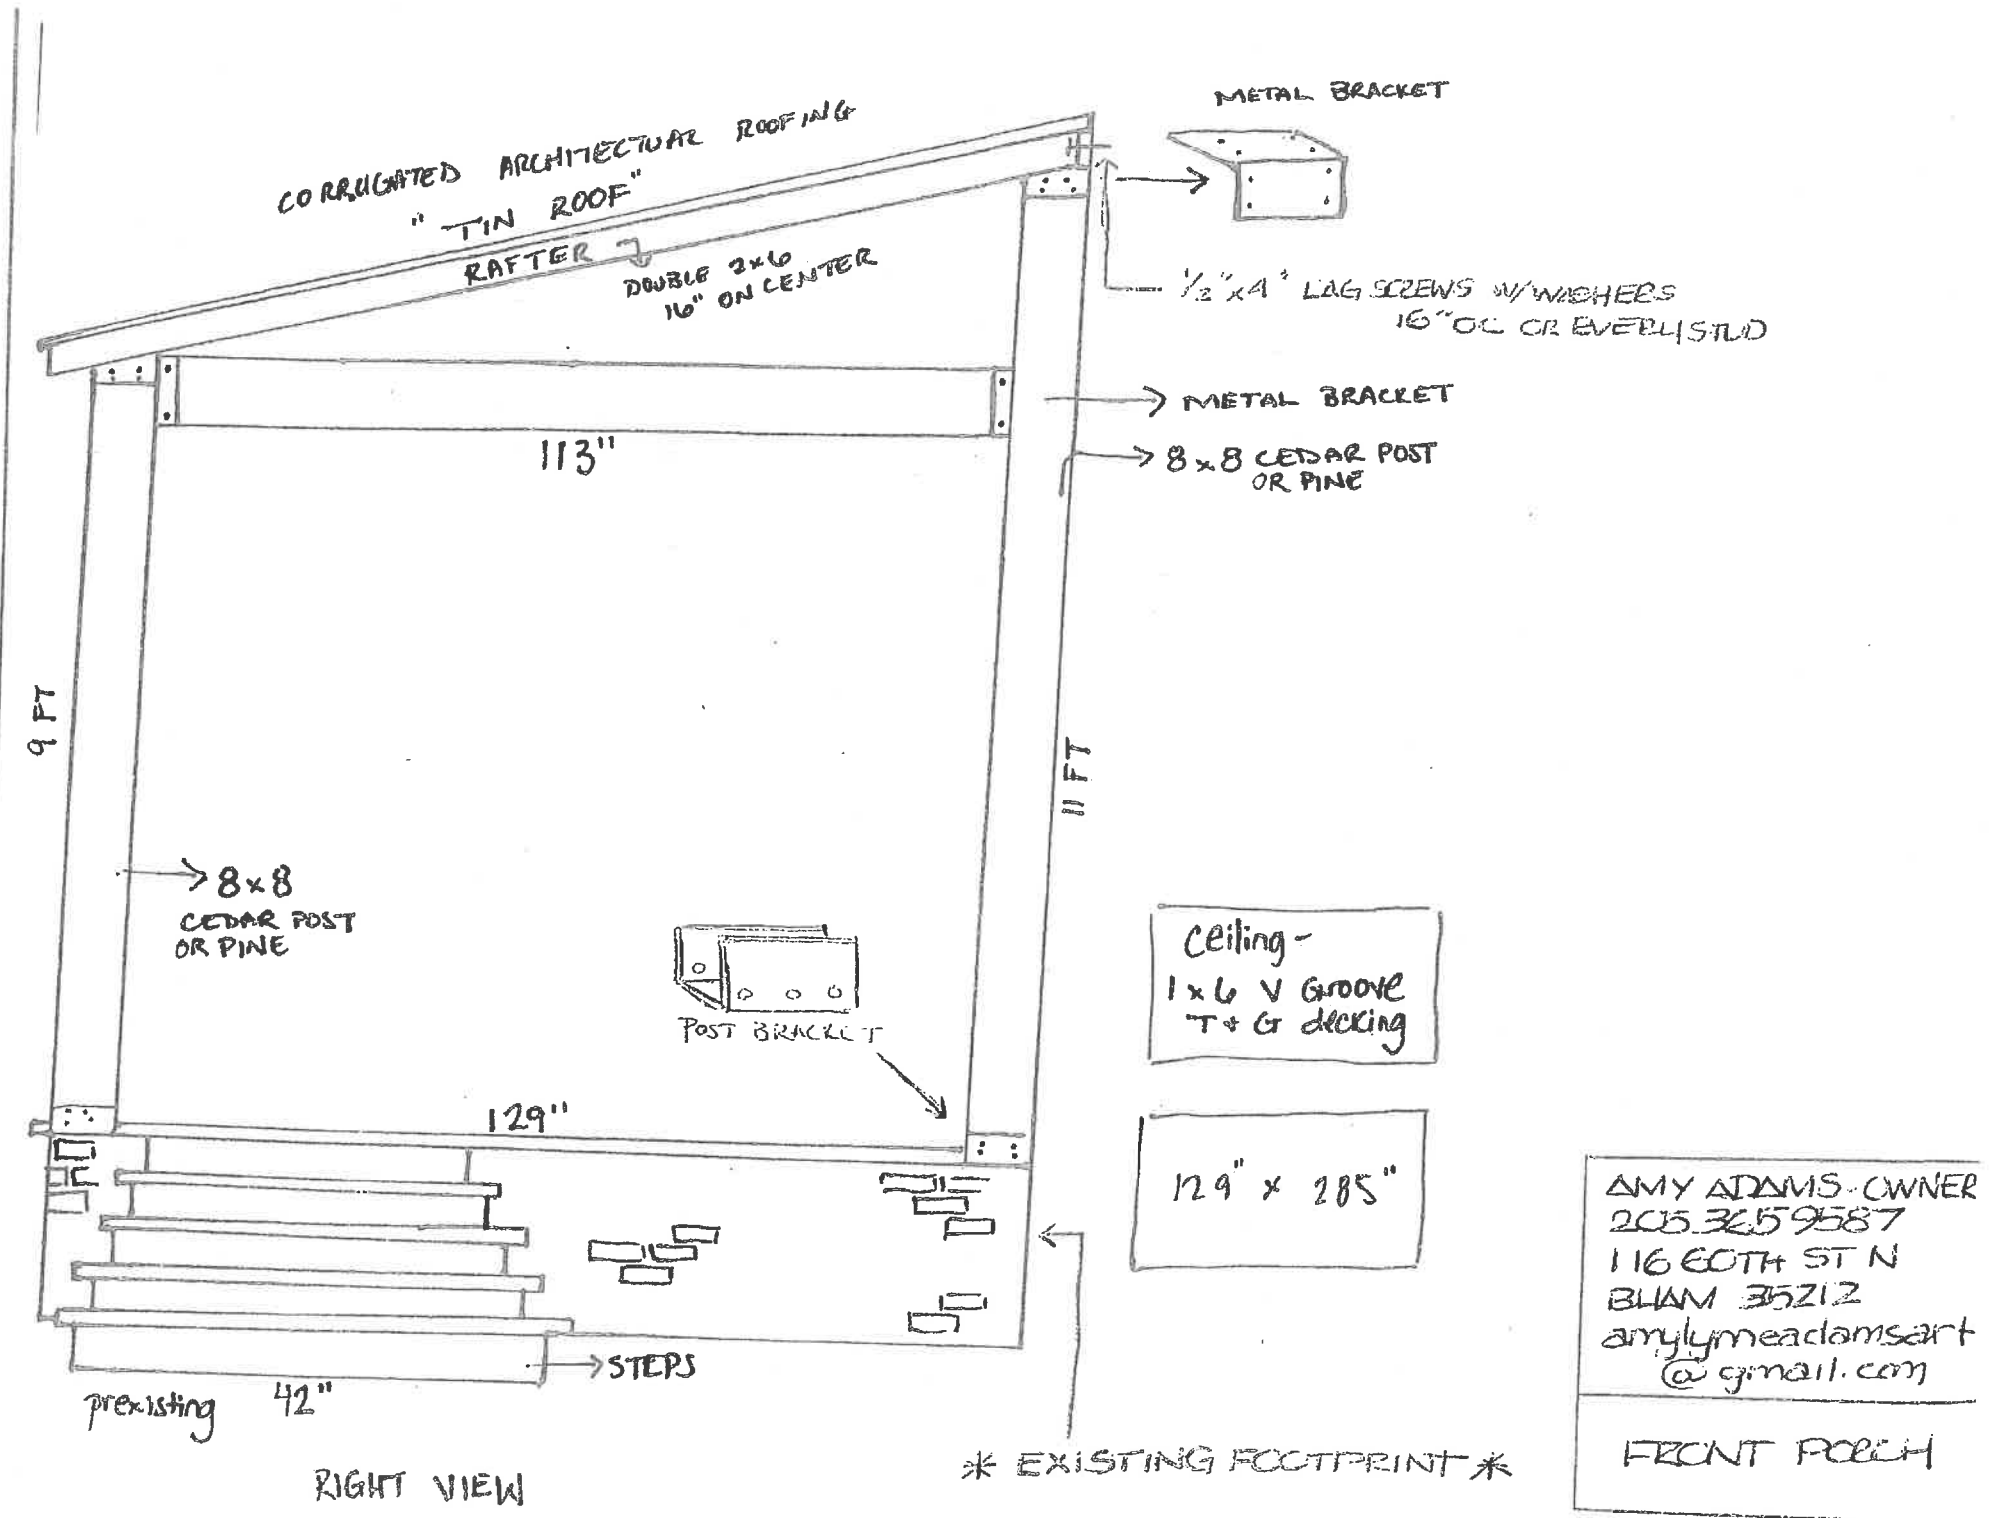 METAL BRACKET
CORRUGATED ARCHITECTUAL ROOFING
"TIN ROOF"
RAFTER
DOUBLE 2x6
16" ON CENTER
1/2"x4" LAG SCREWS W/WASHERS
16" OC OR EVERY STUD
METAL BRACKET
113"
8x8 CEDAR POST
OR PINE
9 FT
11 FT
8x8
CEDAR POST
OR PINE
POST BRACKET
Ceiling-
1x6 V Groove
T+G decking
129"
129" x 285"
AMY ADAMS-OWNER
205.365 9587
116 60TH ST N
BHAM 35212
amylymeadamsart
@gmail.com
STEPS
prexisting 42"
* EXISTING FOOTPRINT *
FRONT PORCH
RIGHT VIEW